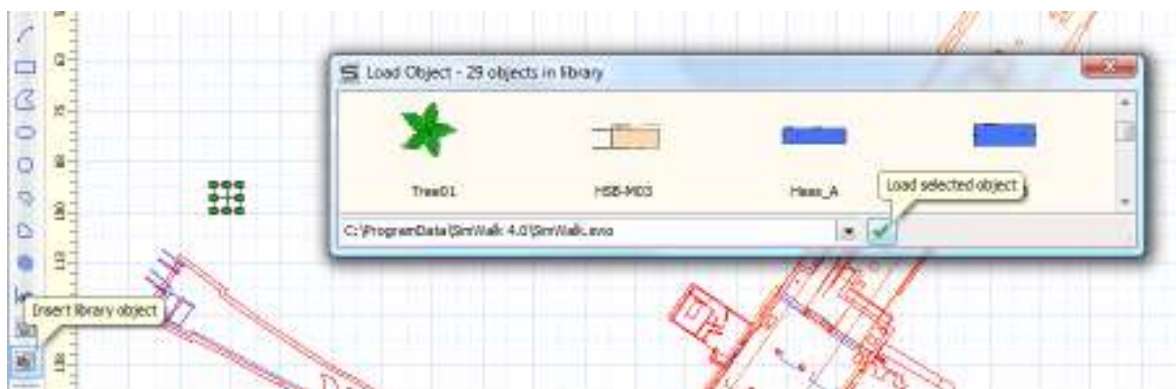 Load Object - 29 objects in library
Tree01
HSB-M03
Haas_A
Load selected object
C:\ProgramData\SimWalk 4.0\SimWalk.svio
Insert library object